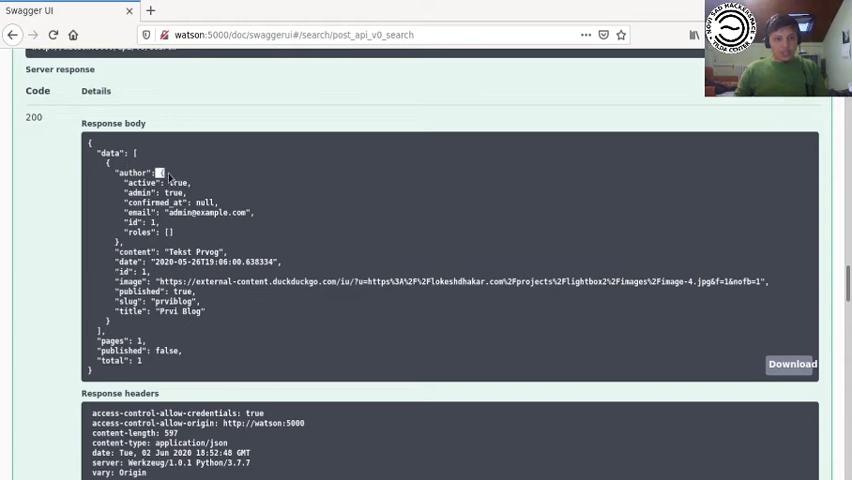 Swagger UI
watson:5000/doc/swaggerui#/search/post_api_v0_search
NOVI SAD HACKERSPACE
TILDA CENTER
Server response
Code
Details
200
Response body
{
"data": [
{
"author": {
"active": true,
"admin": true,
"confirmed_at": null,
"email": "admin@example.com",
"id": 1,
"roles": []
},
"content": "Tekst Prvog",
"date": "2020-05-26T19:06:00.638334",
"id": 1,
"image": "https://external-content.duckduckgo.com/iu/?u=https%3A%2F%2Flokeshdhakar.com%2Fprojects%2Flightbox2%2Fimages%2Fimage-4.jpg&f=1&nofb=1",
"published": true,
"slug": "prviblog",
"title": "Prvi Blog"
}
],
"pages": 1,
"published": false,
"total": 1
}
Download
Response headers
access-control-allow-credentials: true
access-control-allow-origin: http://watson:5000
content-length: 597
content-type: application/json
date: Tue, 02 Jun 2020 18:52:48 GMT
server: Werkzeug/1.0.1 Python/3.7.7
vary: Origin